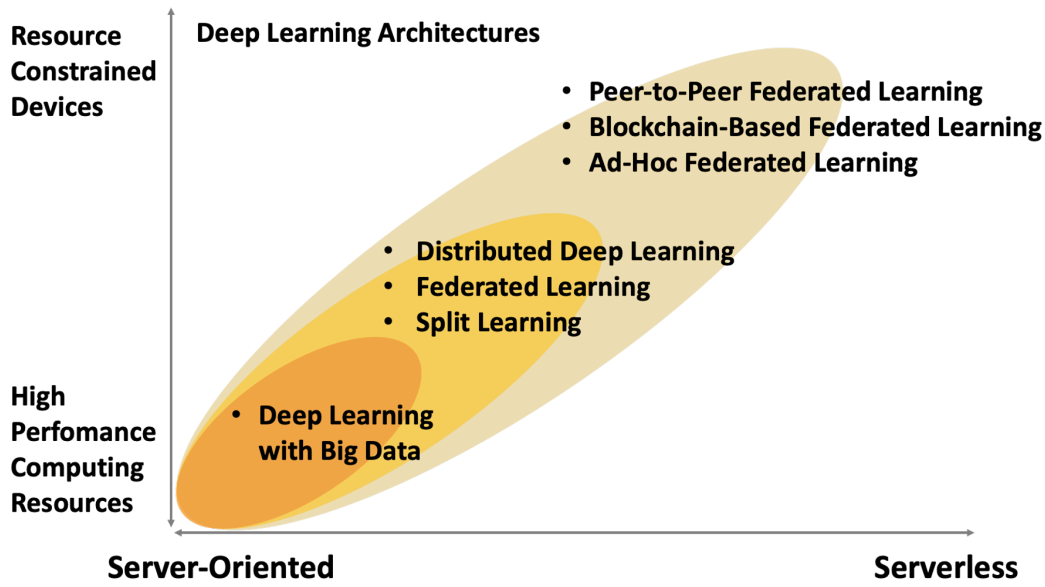 Deep Learning Architectures
Resource
Constrained
Devices
• Peer-to-Peer Federated Learning
• Blockchain-Based Federated Learning
• Ad-Hoc Federated Learning
• Distributed Deep Learning
• Federated Learning
• Split Learning
• Deep Learning
with Big Data
High
Perfomance
Computing
Resources
Server-Oriented
Serverless